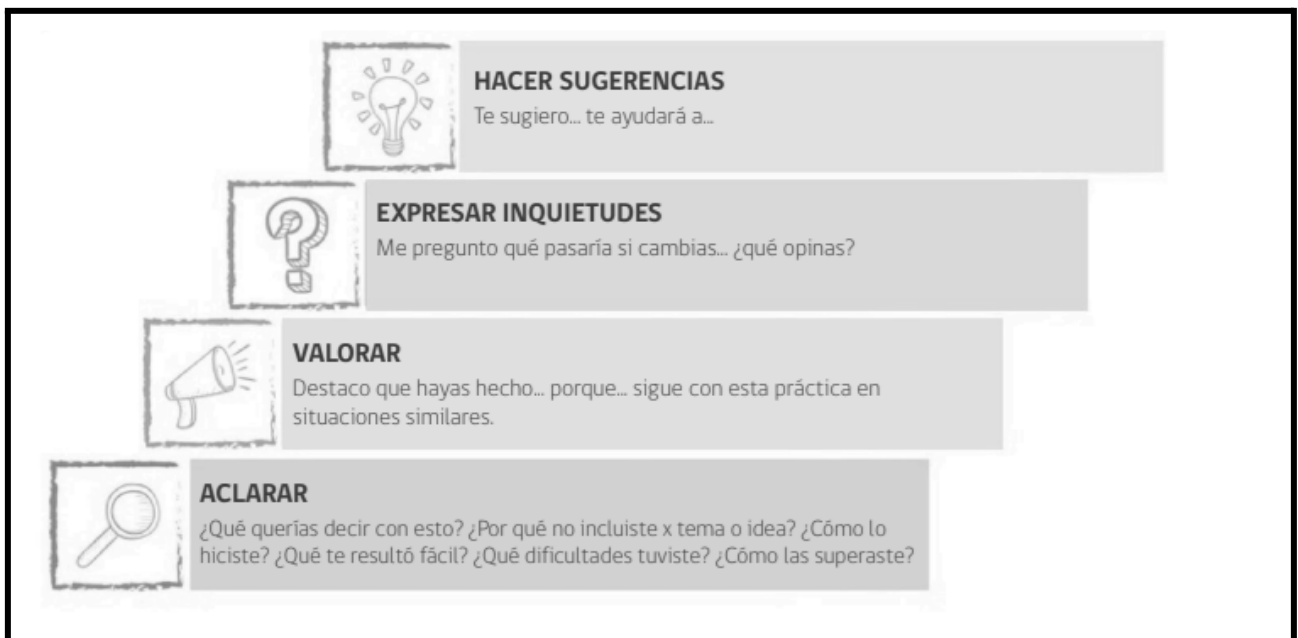 HACER SUGERENCIAS
Te sugiero... te ayudará a...
EXPRESAR INQUIETUDES
Me pregunto qué pasaría si cambias... ¿qué opinas?
VALORAR
Destaco que hayas hecho... porque... sigue con esta práctica en
situaciones similares.
ACLARAR
¿Qué querías decir con esto? ¿Por qué no incluiste x tema o idea? ¿Cómo lo
hiciste? ¿Qué te resultó fácil? ¿Qué dificultades tuviste? ¿Cómo las superaste?